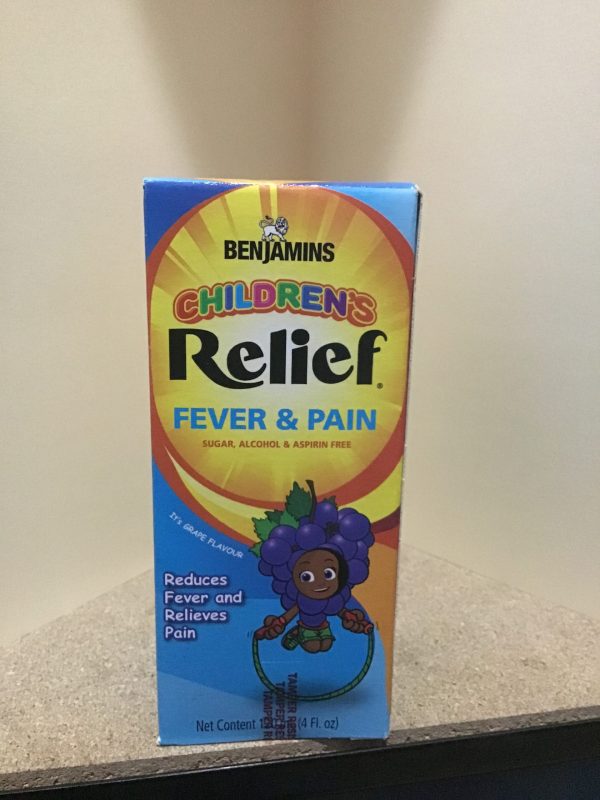 BENJAMINS
CHILDREN'S
Relief®
FEVER & PAIN
SUGAR, ALCOHOL & ASPIRIN FREE
It's GRAPE FLAVOUR
Reduces
Fever and
Relieves
Pain
Net Content (4 Fl. oz)